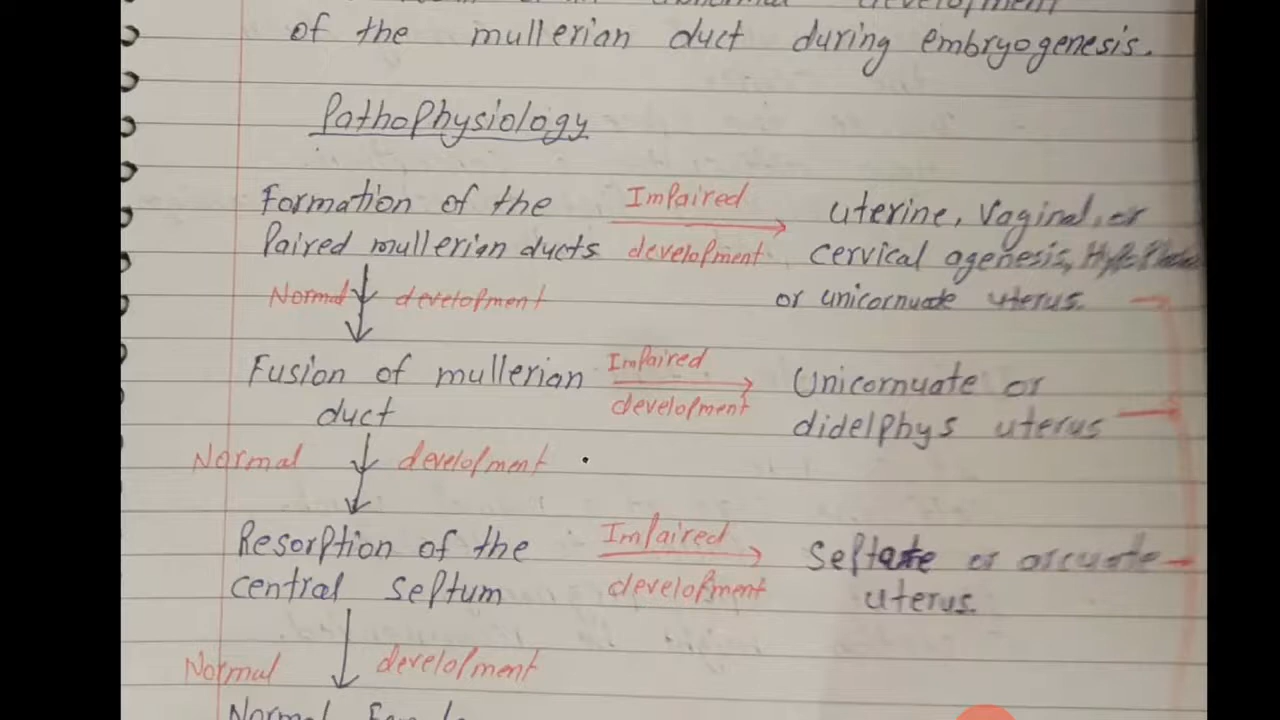 of the mullerian duct during embryogenesis.
Pathophysiology
Formation of the Impaired uterine, Vaginal, or
Paired mullerian ducts development cervical agenesis,
Normal development or unicornuate uterus.
Fusion of mullerian Impaired Unicornuate or
duct development didelphys uterus
Normal development
Resorption of the Impaired Septate or arcuate
central septum development uterus.
Normal development
Normal